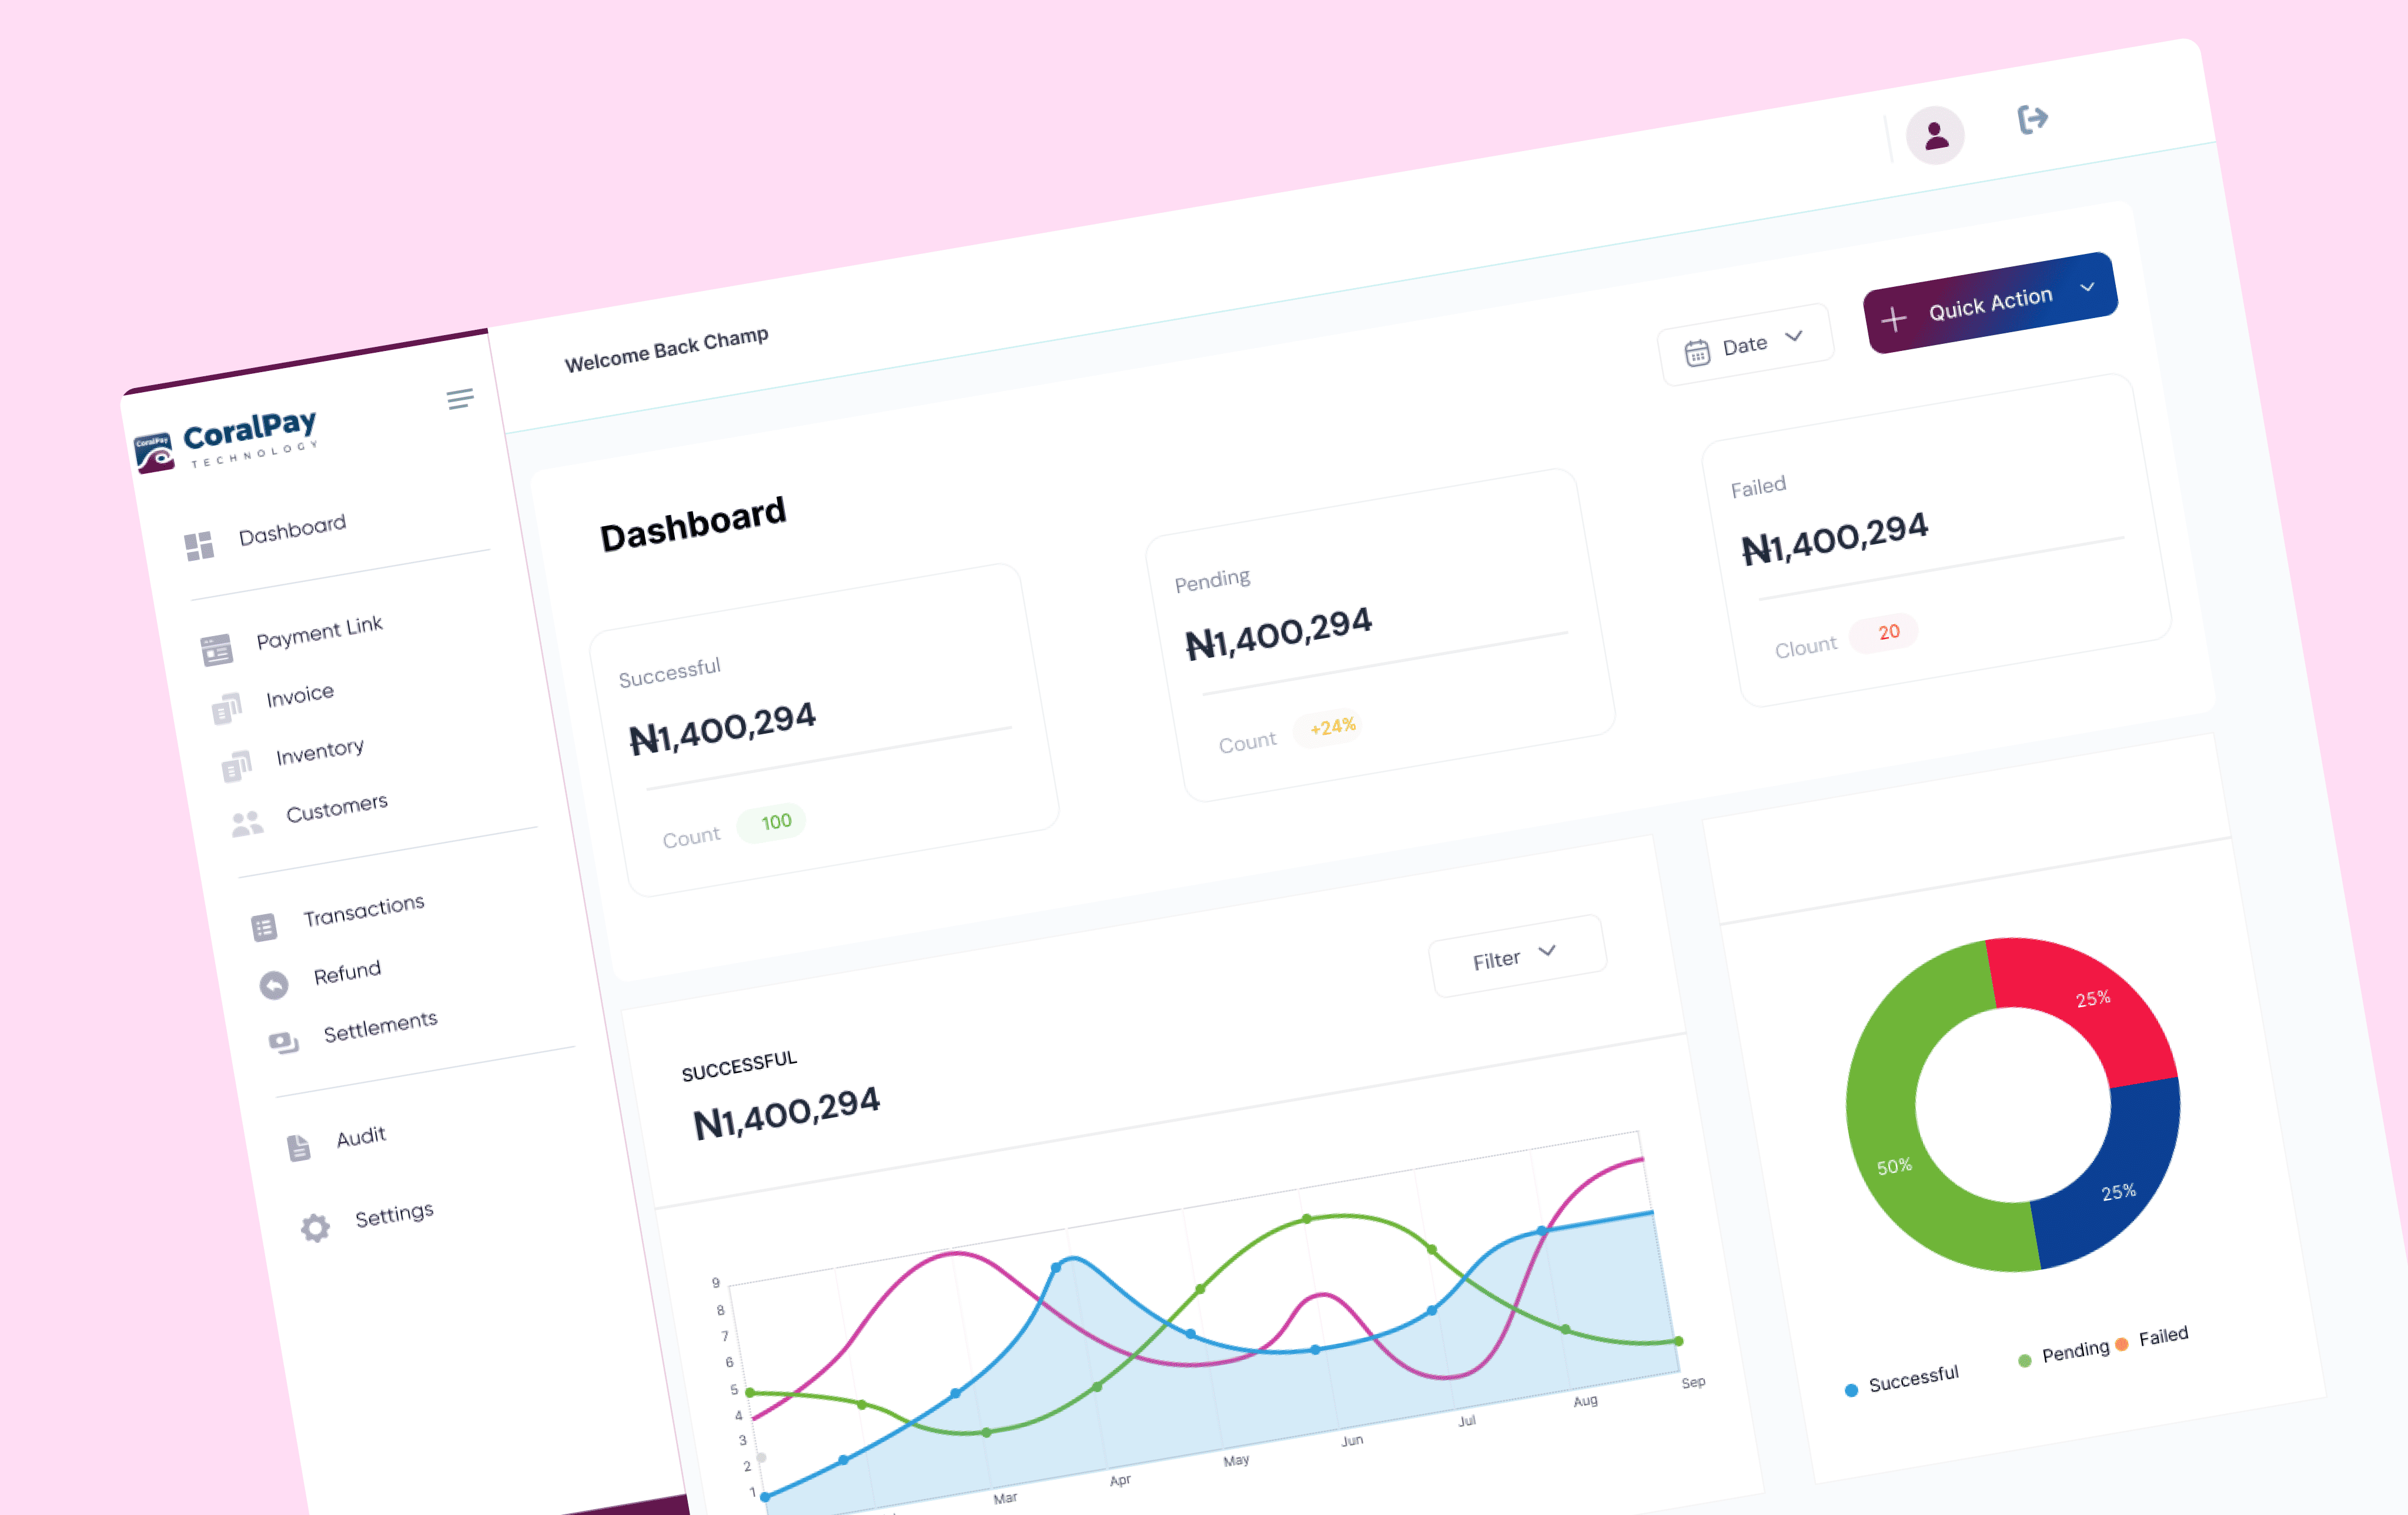 Welcome Back Champ
CoralPay
CoralPay
TECHNOLOGY
Dashboard
Payment Link
Invoice
Inventory
Customers
Transactions
Refund
Settlements
Audit
Settings
Dashboard
Date
Quick Action
Successful
₦1,400,294
Count 100
Pending
₦1,400,294
Count +24%
Failed
₦1,400,294
Clount 20
SUCCESSFUL
N1,400,294
Filter
9
8
7
6
5
4
3
2
1
Mar
Apr
May
Jun
Jul
Aug
Sep
25%
50%
25%
Successful
Pending
Failed